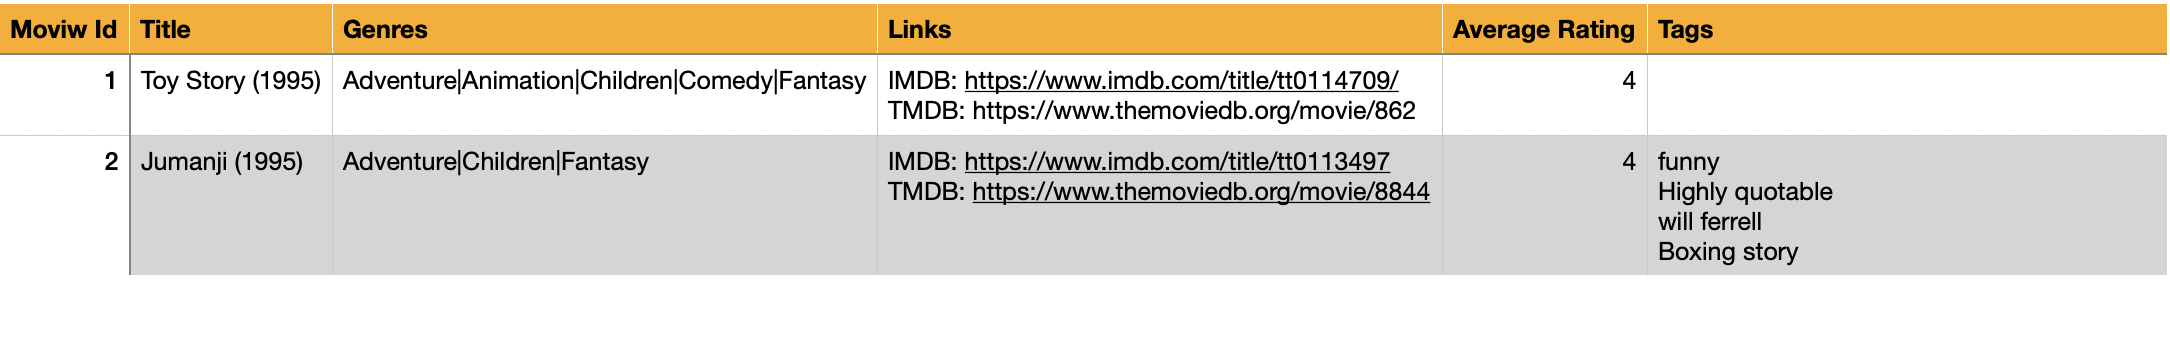 Moviw Id Title Genres Links Average Rating Tags
1 Toy Story (1995) Adventure|Animation|Children|Comedy|Fantasy IMDB: https://www.imdb.com/title/tt0114709/ 4
TMDB: https://www.themoviedb.org/movie/862
2 Jumanji (1995) Adventure|Children|Fantasy IMDB: https://www.imdb.com/title/tt0113497 4 funny
TMDB: https://www.themoviedb.org/movie/8844 Highly quotable
will ferrell
Boxing story